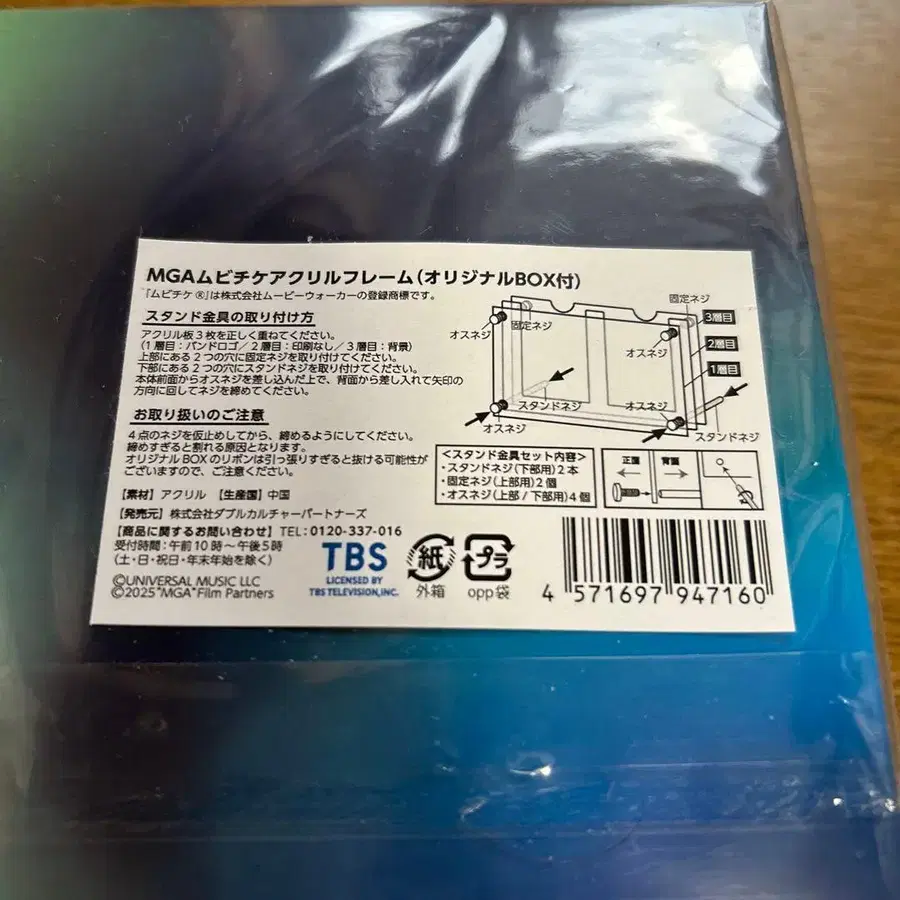 MGAムビチケアクリルフレーム(オリジナルBOX付)
『ムビチケ®』は株式会社ムービーウォーカーの登録商標です。
スタンド金具の取り付け方
アクリル板3枚を正しく重ねてください。
(1層目:バンドロゴ/2層目:印刷なし/3層目:背景)
上部にある2つの穴に固定ネジを取り付けてください。
下部にある2つの穴にスタンドネジを取り付けてください。
本体前面からオスネジを差し込んだ上で、背面から差し入れて矢印の
方向に回してネジを締めてください。
お取り扱いのご注意
4点のネジを仮止めしてから、締めるようにしてください。
締めすぎると割れる原因となります。
オリジナルBOXのリボンは引っ張りすぎると抜ける可能性が
ございますので、ご注意ください。
【素材】アクリル 【生産国】中国
【発売元】株式会社ダブルカルチャーパートナーズ
【商品に関するお問い合わせ】TEL:0120-337-016
受付時間:午前10時~午後5時
(土・日・祝日・年末年始を除く)
©UNIVERSAL MUSIC LLC
©2025"MGA"Film Partners
TBS
LICENSED BY
TBS TELEVISION,INC.
紙
外箱
プラ
opp袋
固定ネジ
オスネジ
固定ネジ
3層目
オスネジ
2層目
1層目
スタンドネジ
オスネジ
オスネジ
スタンドネジ
<スタンド金具セット内容>
・スタンドネジ(下部用)2本
・固定ネジ(上部用)2個
・オスネジ(上部/下部用)4個
正面
背面
4 571697 947160